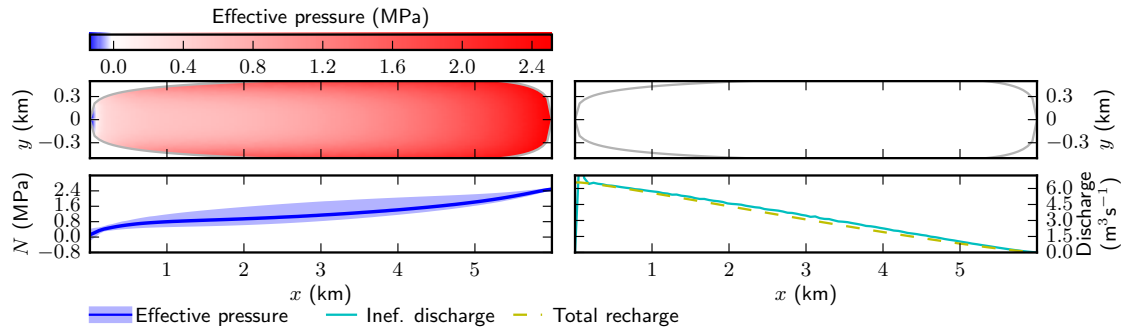 Effective pressure (MPa)
0.0 0.4 0.8 1.2 1.6 2.0 2.4
y (km)
0.3
0
−0.3
0.3
0
−0.3
y (km)
N (MPa)
2.4
1.6
0.8
0.0
−0.8
6.0
4.5
3.0
1.5
0.0
Discharge
(m³s⁻¹)
1 2 3 4 5
x (km)
1 2 3 4 5
x (km)
Effective pressure Inef. discharge Total recharge